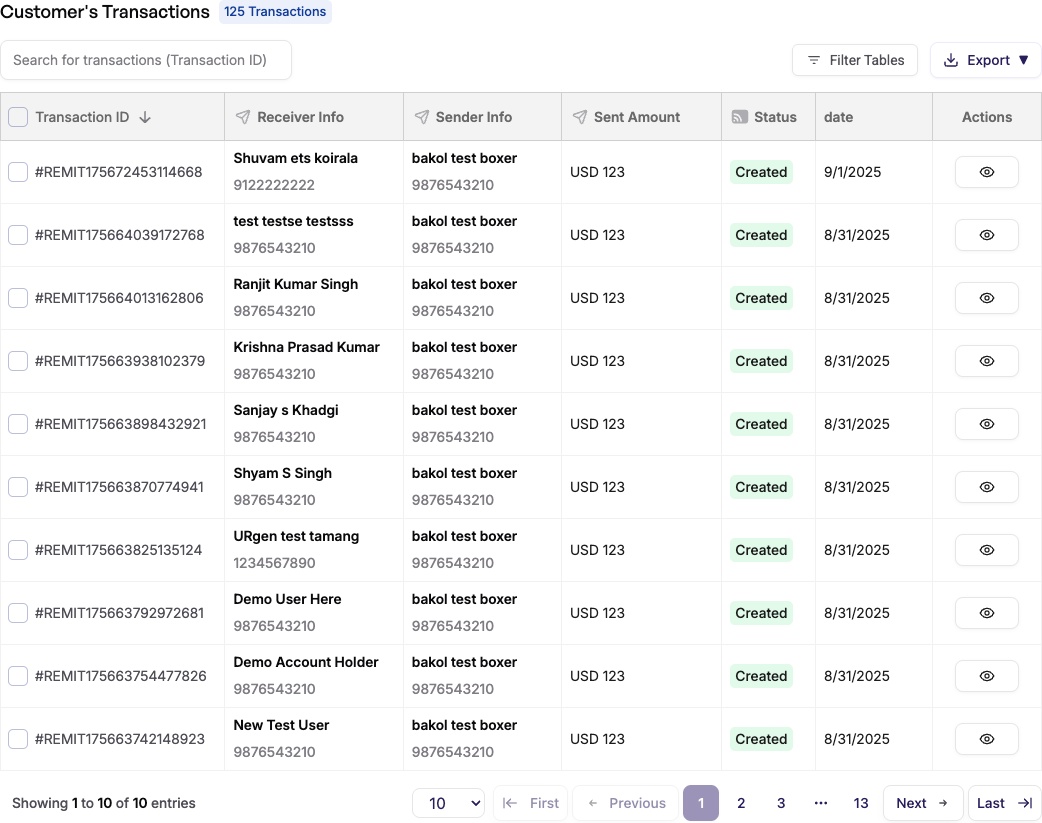 Customer's Transactions 125 Transactions
Search for transactions (Transaction ID) Filter Tables Export ▼
Transaction ID Receiver Info Sender Info Sent Amount Status date Actions
#REMIT175672453114668 Shuvam ets koirala bakol test boxer USD 123 Created 9/1/2025
9122222222 9876543210
#REMIT175664039172768 test testse testsss bakol test boxer USD 123 Created 8/31/2025
9876543210 9876543210
#REMIT175664013162806 Ranjit Kumar Singh bakol test boxer USD 123 Created 8/31/2025
9876543210 9876543210
#REMIT175663938102379 Krishna Prasad Kumar bakol test boxer USD 123 Created 8/31/2025
9876543210 9876543210
#REMIT175663898432921 Sanjay s Khadgi bakol test boxer USD 123 Created 8/31/2025
9876543210 9876543210
#REMIT175663870774941 Shyam S Singh bakol test boxer USD 123 Created 8/31/2025
9876543210 9876543210
#REMIT175663825135124 URgen test tamang bakol test boxer USD 123 Created 8/31/2025
1234567890 9876543210
#REMIT175663792972681 Demo User Here bakol test boxer USD 123 Created 8/31/2025
9876543210 9876543210
#REMIT175663754477826 Demo Account Holder bakol test boxer USD 123 Created 8/31/2025
9876543210 9876543210
#REMIT175663742148923 New Test User bakol test boxer USD 123 Created 8/31/2025
9876543210 9876543210
Showing 1 to 10 of 10 entries 10 First Previous 1 2 3 ••• 13 Next Last